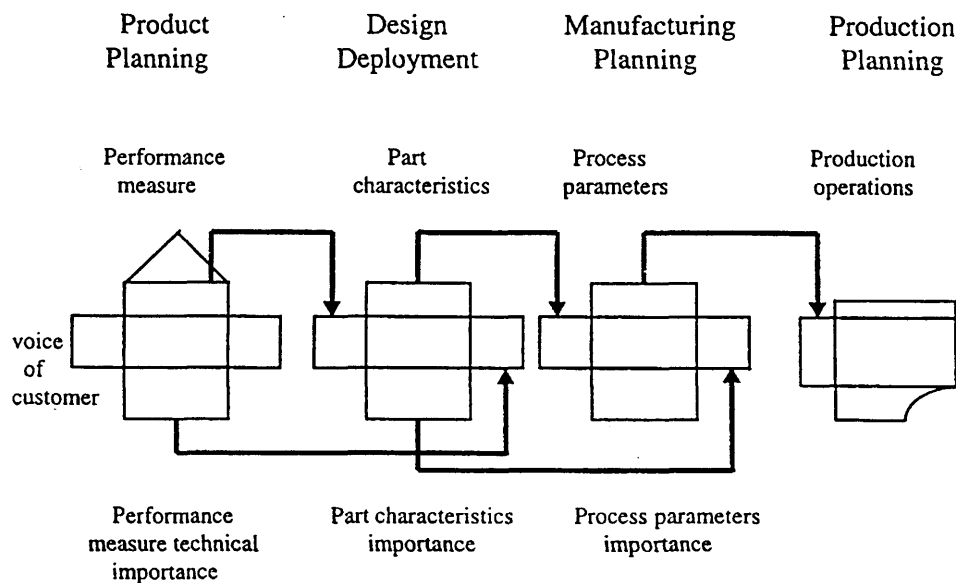 Product
Planning
Design
Deployment
Manufacturing
Planning
Production
Planning
Performance
measure
Part
characteristics
Process
parameters
Production
operations
voice
of
customer
Performance
measure technical
importance
Part characteristics
importance
Process parameters
importance